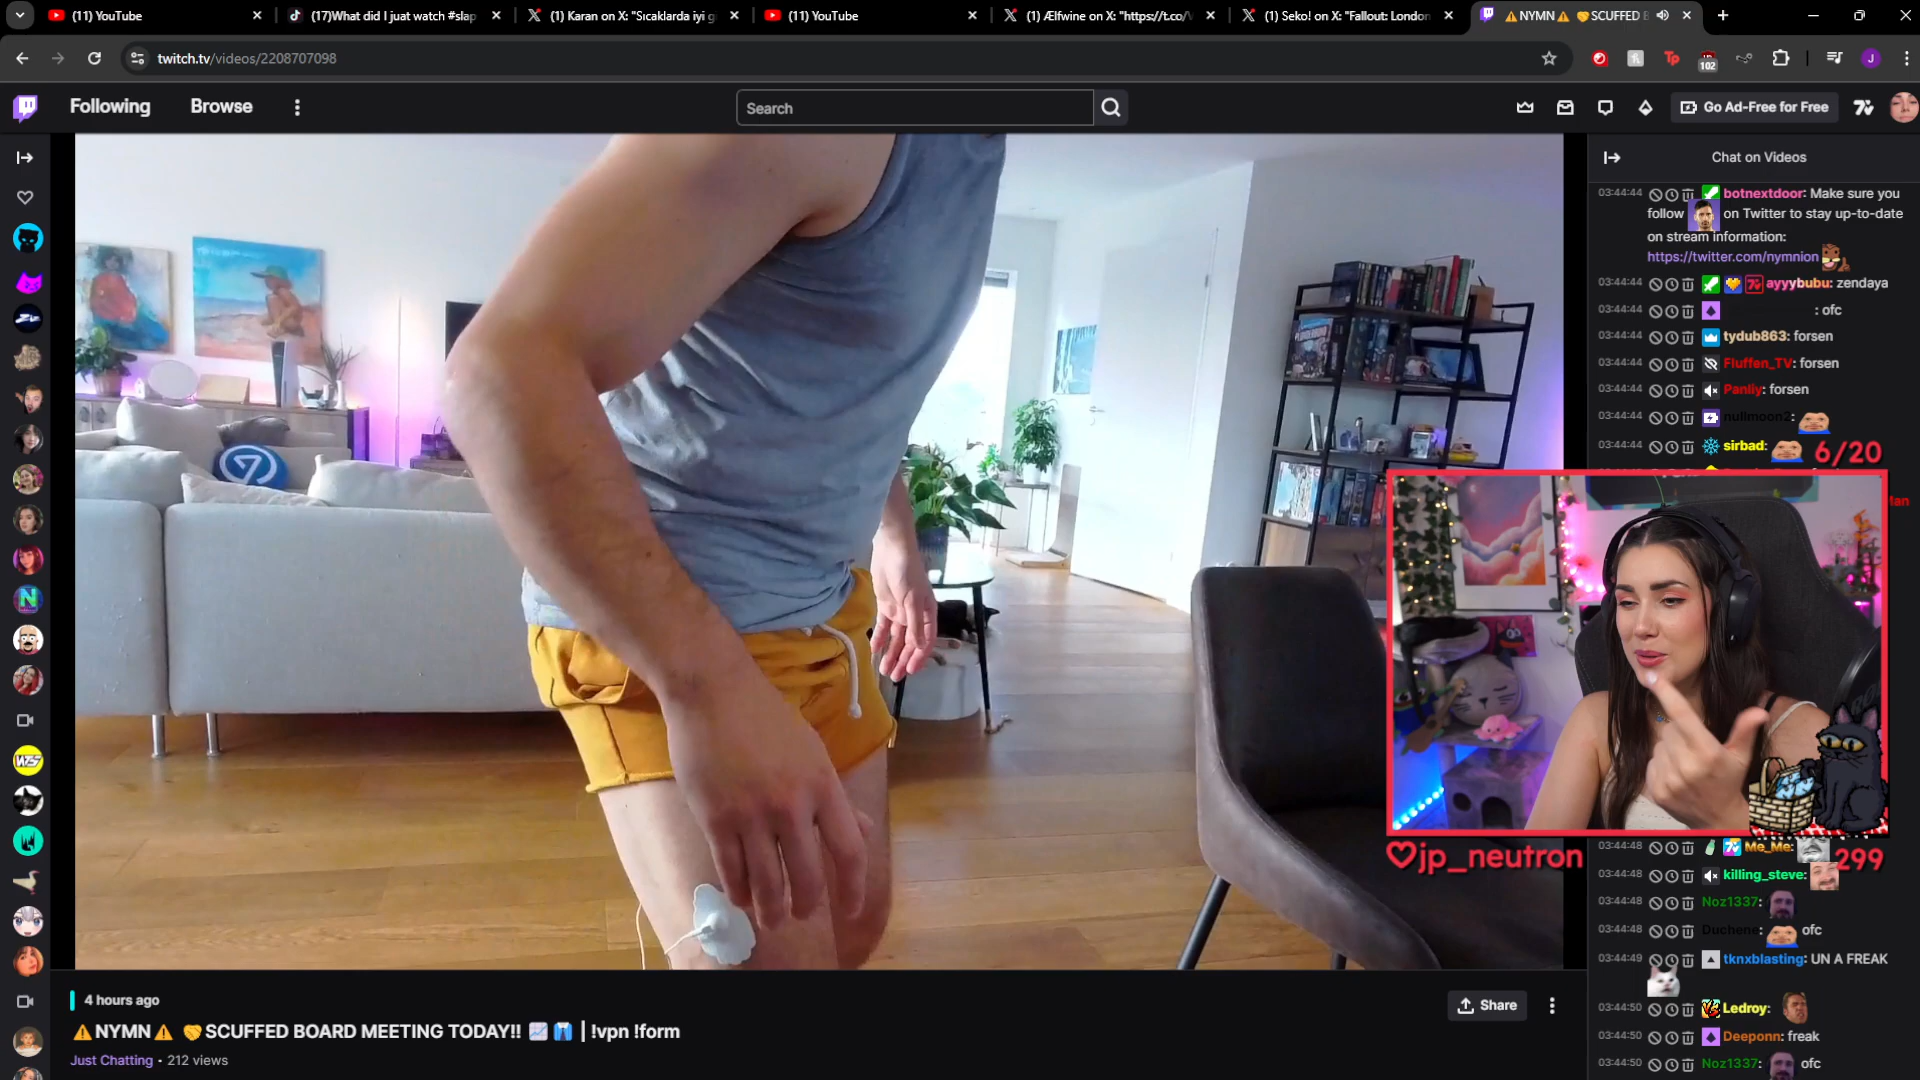 (11) YouTube
(17)What did I juat watch #slap
(1) Karan on X: "Sıcaklarda iyi g
(11) YouTube
(1) Ælfwine on X: "https://t.co/
(1) Seko! on X: "Fallout: London
NYMN SCUFFED
twitch.tv/videos/2208707098
Tp
102
J
Following
Browse
Search
Go Ad-Free for Free
Chat on Videos
03:44:44 botnextdoor: Make sure you
follow on Twitter to stay up-to-date
on stream information:
https://twitter.com/nymnion
03:44:44 ayyybubu: zendaya
03:44:44 : ofc
03:44:44 tydub863: forsen
03:44:44 Fluffen_TV: forsen
03:44:44 Panliy: forsen
03:44:44 nullmoon2:
03:44:44 sirbad:
6/20
jp_neutron
299
03:44:48 Me_Me:
03:44:48 killing_steve:
03:44:48 Noz1337:
03:44:48 Duchene: ofc
03:44:49 tknxblasting: UN A FREAK
03:44:50 Ledroy:
03:44:50 Deeponn: freak
03:44:50 Noz1337: ofc
4 hours ago
Share
NYMN SCUFFED BOARD MEETING TODAY!! | !vpn !form
Just Chatting • 212 views